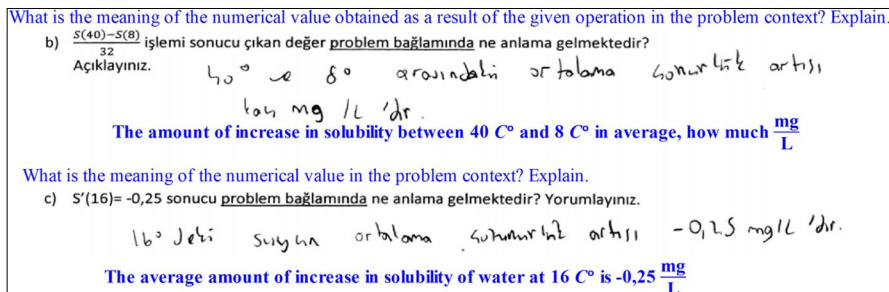 What is the meaning of the numerical value obtained as a result of the given operation in the problem context? Explain.
b) S(40)−S(8)/32 işlemi sonucu çıkan değer problem bağlamında ne anlama gelmektedir?
Açıklayınız. 40° ve 8° arasındaki ortalama artışı
kaç mg /L 'dir.
The amount of increase in solubility between 40 C° and 8 C° in average, how much mg/L
What is the meaning of the numerical value in the problem context? Explain.
c) S'(16)= -0,25 sonucu problem bağlamında ne anlama gelmektedir? Yorumlayınız.
16° deki suyun ortalama artışı -0,25 mg/L 'dir.
The average amount of increase in solubility of water at 16 C° is -0,25 mg/L